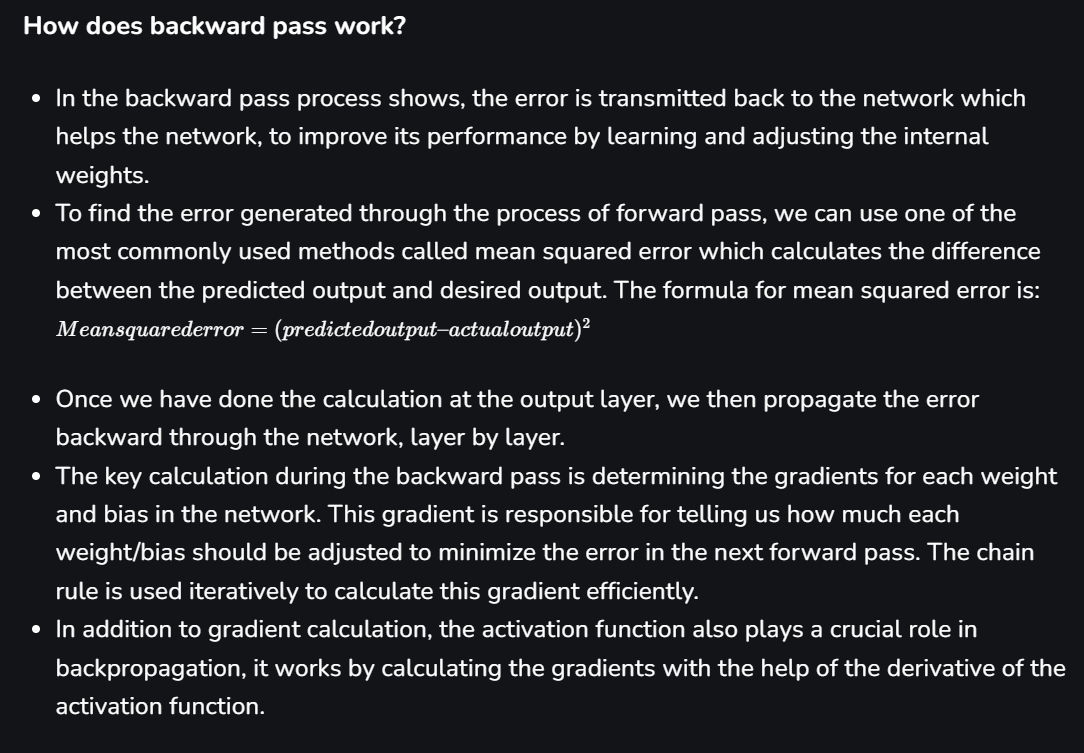 How does backward pass work?
• In the backward pass process shows, the error is transmitted back to the network which
helps the network, to improve its performance by learning and adjusting the internal
weights.
• To find the error generated through the process of forward pass, we can use one of the
most commonly used methods called mean squared error which calculates the difference
between the predicted output and desired output. The formula for mean squared error is:
Meansquarederror = (predictedoutput–actualoutput)²
• Once we have done the calculation at the output layer, we then propagate the error
backward through the network, layer by layer.
• The key calculation during the backward pass is determining the gradients for each weight
and bias in the network. This gradient is responsible for telling us how much each
weight/bias should be adjusted to minimize the error in the next forward pass. The chain
rule is used iteratively to calculate this gradient efficiently.
• In addition to gradient calculation, the activation function also plays a crucial role in
backpropagation, it works by calculating the gradients with the help of the derivative of the
activation function.